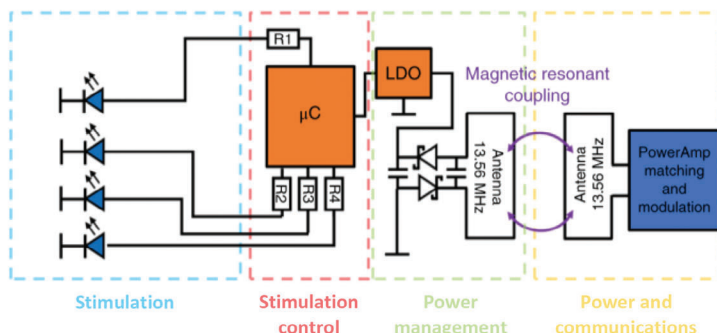 R1
LDO
Magnetic resonant
coupling
μC
Antenna
13.56 MHz
Antenna
13.56 MHz
PowerAmp
matching
and
modulation
R2
R3
R4
Stimulation
Stimulation
control
Power
management
Power and
communications